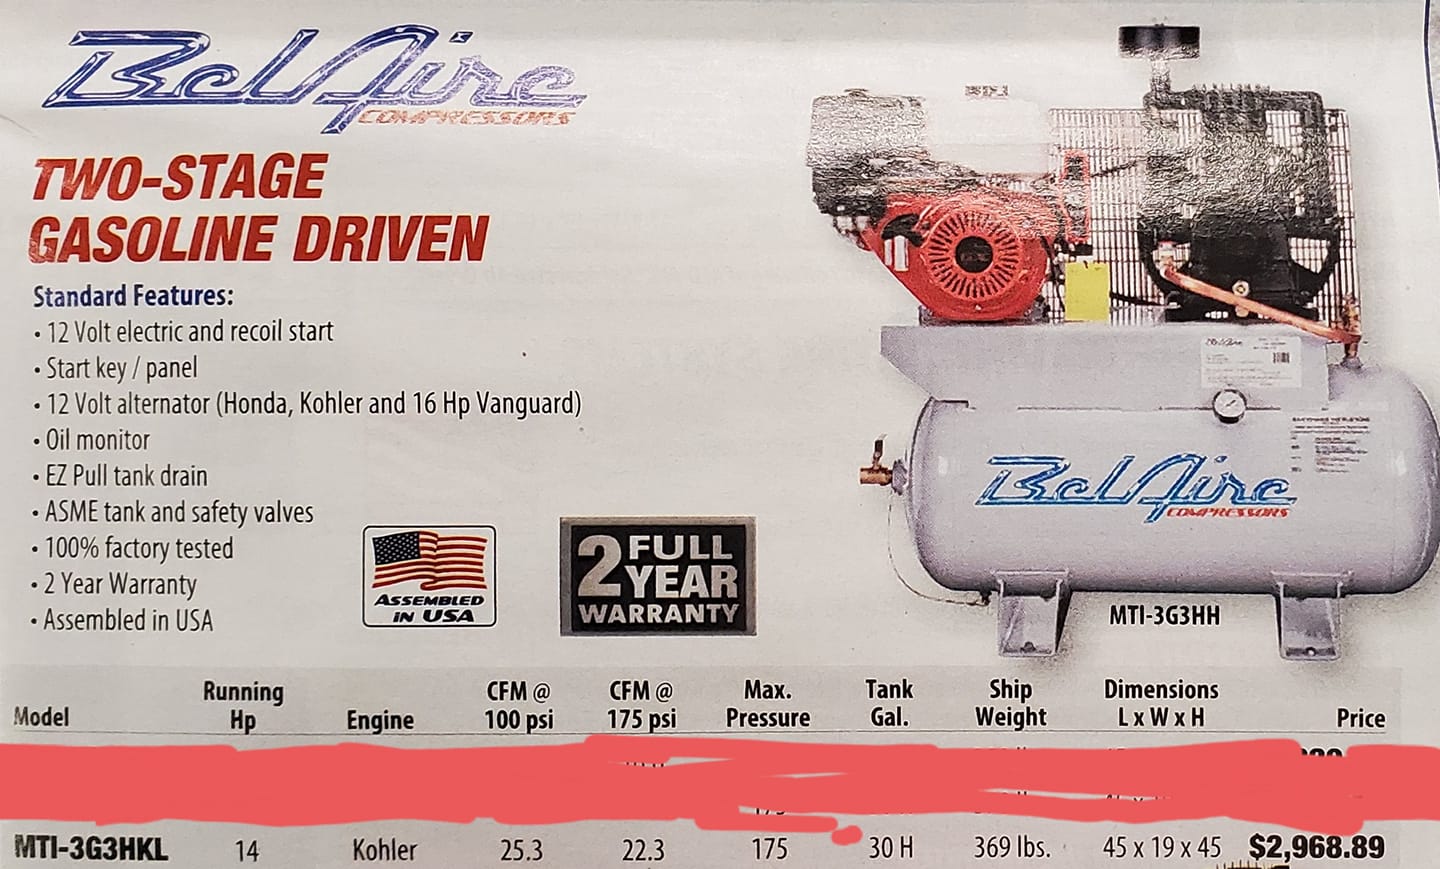 BelAire
COMPRESSORS
TWO-STAGE
GASOLINE DRIVEN
Standard Features:
• 12 Volt electric and recoil start
• Start key / panel
• 12 Volt alternator (Honda, Kohler and 16 Hp Vanguard)
• Oil monitor
• EZ Pull tank drain
• ASME tank and safety valves
• 100% factory tested
• 2 Year Warranty
• Assembled in USA
ASSEMBLED
IN USA
2 FULL
YEAR
WARRANTY
BelAire
BelAire
COMPRESSORS
MTI-3G3HH
Model Running Hp Engine CFM @ 100 psi CFM @ 175 psi Max. Pressure Tank Gal. Ship Weight Dimensions L x W x H Price
MTI-3G3HKL 14 Kohler 25.3 22.3 175 30 H 369 lbs. 45 x 19 x 45 $2,968.89